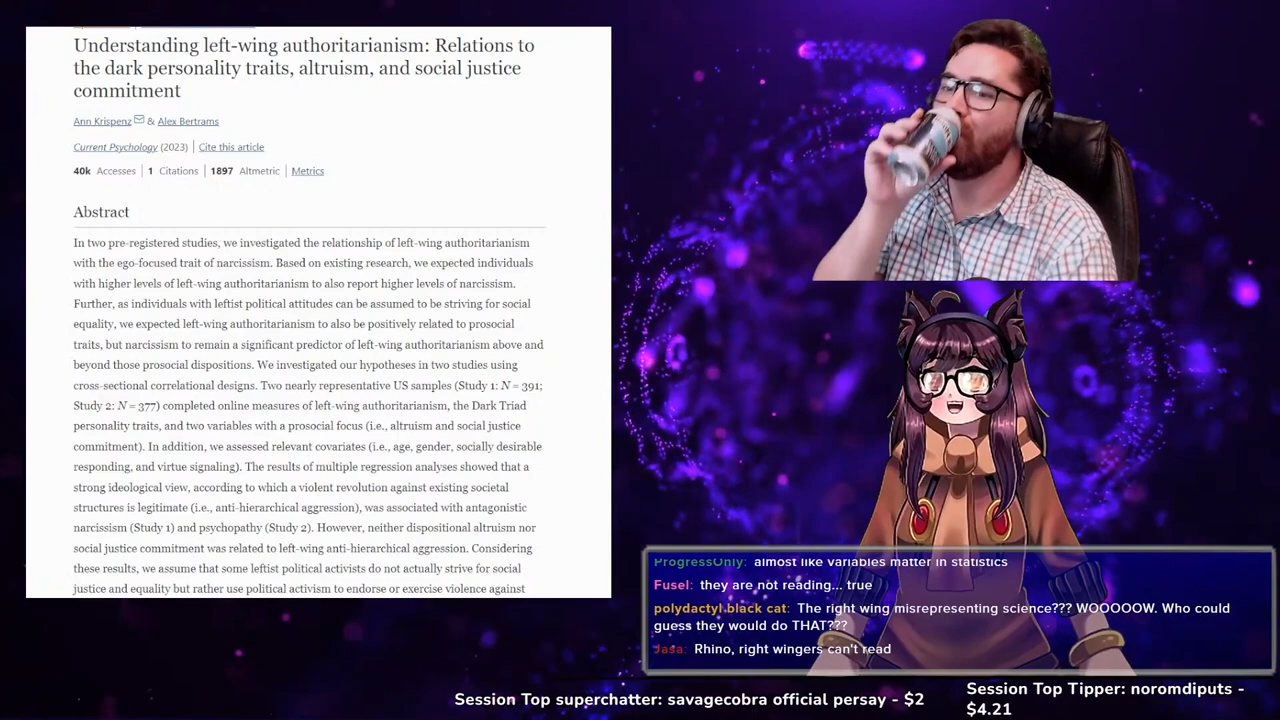 Understanding left-wing authoritarianism: Relations to
the dark personality traits, altruism, and social justice
commitment
Ann Krispenz & Alex Bertrams
Current Psychology (2023) | Cite this article
40k Accesses | 1 Citations | 1897 Altmetric | Metrics
Abstract
In two pre-registered studies, we investigated the relationship of left-wing authoritarianism
with the ego-focused trait of narcissism. Based on existing research, we expected individuals
with higher levels of left-wing authoritarianism to also report higher levels of narcissism.
Further, as individuals with leftist political attitudes can be assumed to be striving for social
equality, we expected left-wing authoritarianism to also be positively related to prosocial
traits, but narcissism to remain a significant predictor of left-wing authoritarianism above and
beyond those prosocial dispositions. We investigated our hypotheses in two studies using
cross-sectional correlational designs. Two nearly representative US samples (Study 1: N = 391;
Study 2: N = 377) completed online measures of left-wing authoritarianism, the Dark Triad
personality traits, and two variables with a prosocial focus (i.e., altruism and social justice
commitment). In addition, we assessed relevant covariates (i.e., age, gender, socially desirable
responding, and virtue signaling). The results of multiple regression analyses showed that a
strong ideological view, according to which a violent revolution against existing societal
structures is legitimate (i.e., anti-hierarchical aggression), was associated with antagonistic
narcissism (Study 1) and psychopathy (Study 2). However, neither dispositional altruism nor
social justice commitment was related to left-wing anti-hierarchical aggression. Considering
these results, we assume that some leftist political activists do not actually strive for social
justice and equality but rather use political activism to endorse or exercise violence against
ProgressOnly: almost like variables matter in statistics
Fusel: they are not reading... true
polydactyl black cat: The right wing misrepresenting science??? WOOOOOW. Who could
guess they would do THAT???
Jasa: Rhino, right wingers can't read
Session Top superchatter: savagecobra official persay - $2
Session Top Tipper: noromdiputs -
$4.21